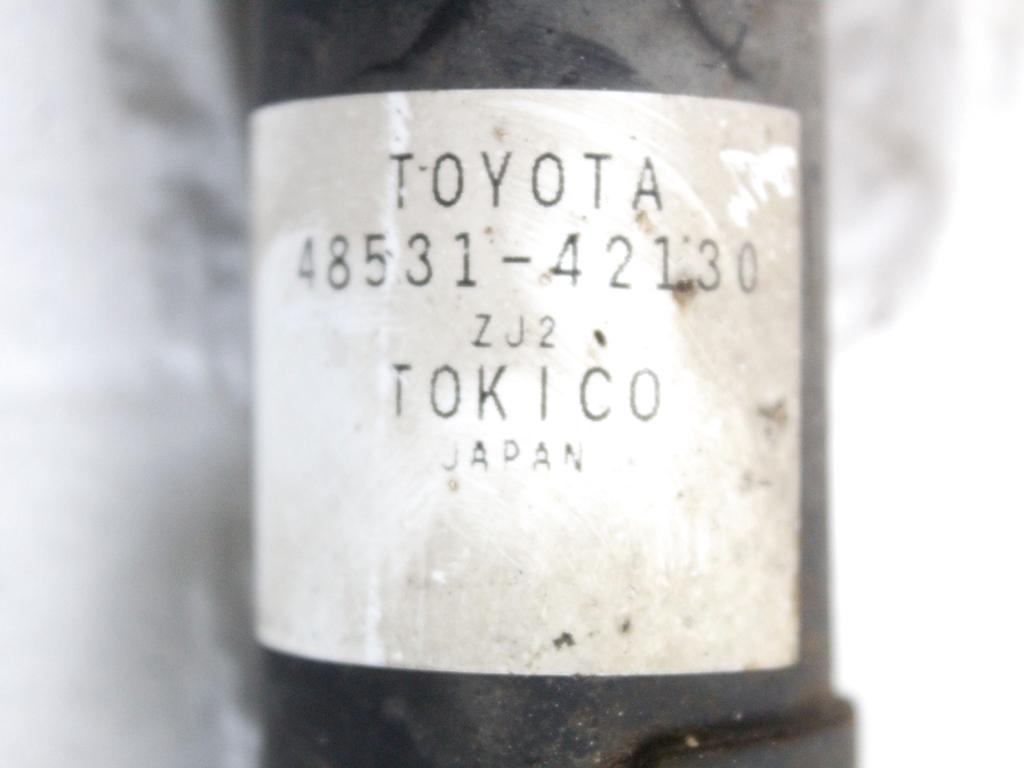 TOYOTA
48531-42130
ZJ2
TOKICO
JAPAN